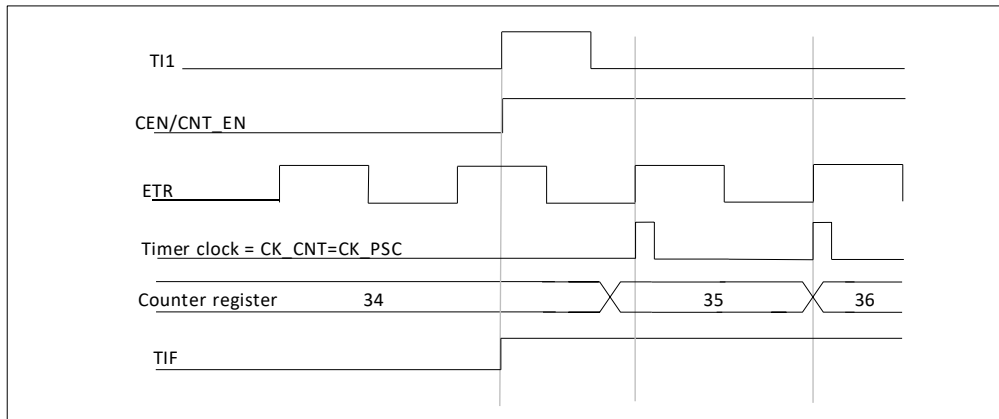 TI1
CEN/CNT_EN
ETR
Timer clock = CK_CNT=CK_PSC
Counter register 34 35 36
TIF